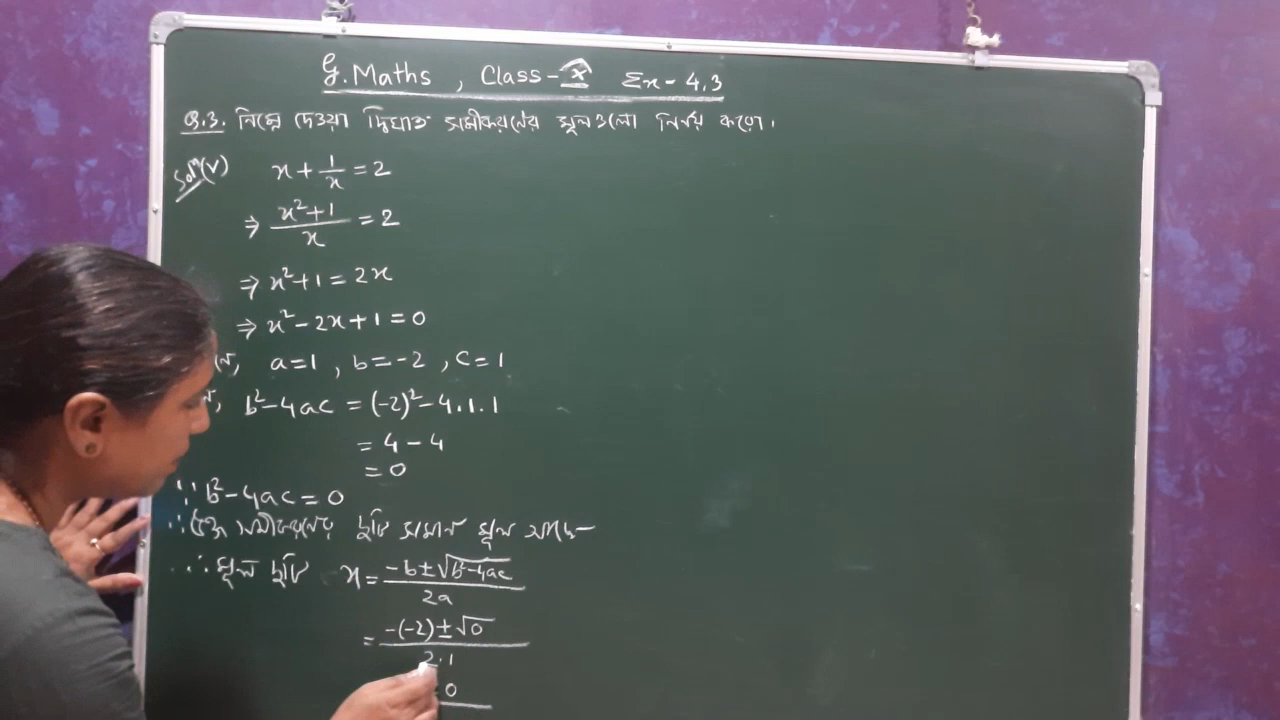 G. Maths , Class - X Ex - 4.3
Q.3. নিম্নে দেওয়া দ্বিঘাত সমীকরণের মূলগুলো নির্ণয় করো।
Solⁿ(v) x + 1/x = 2
⇒ x²+1/x = 2
⇒ x²+1 = 2x
⇒ x² - 2x + 1 = 0
a=1 , b=-2 , c=1
b²-4ac = (-2)² - 4.1.1
= 4 - 4
= 0
∵ b²-4ac = 0
∴ সমীকরণের দুটি সমান মূল আছে
∴ মূল দুটি x = -b±√b²-4ac/2a
= -(-2)±√0/2.1
0